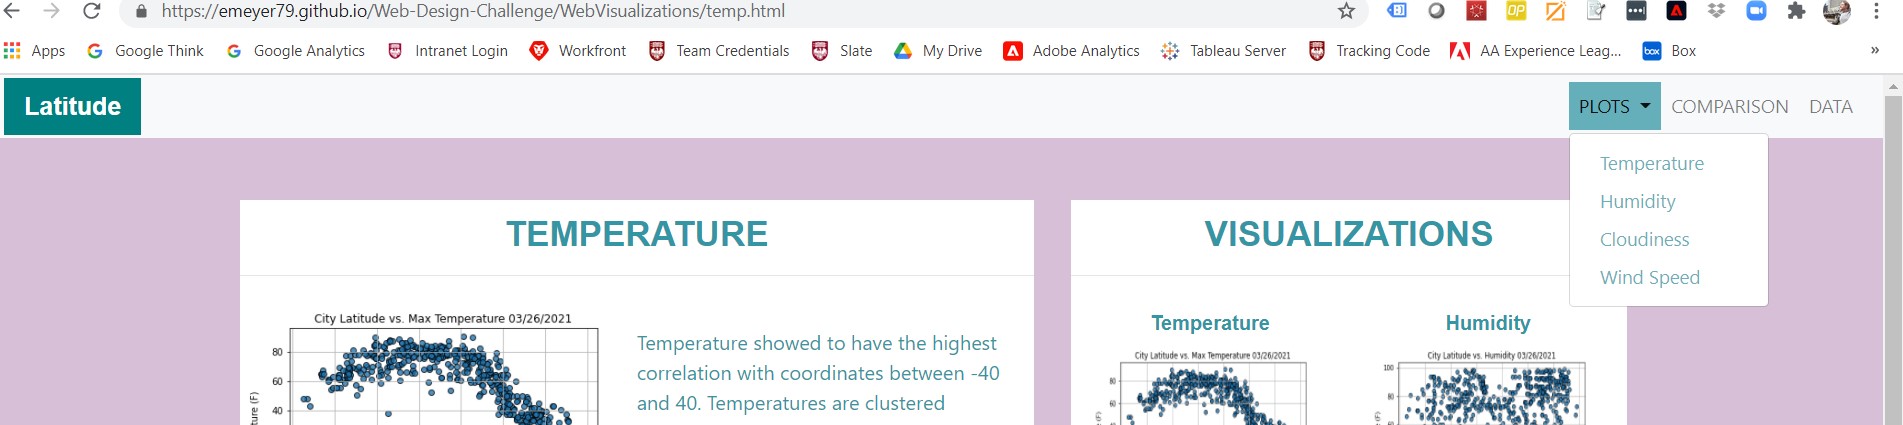 https://emeyer79.github.io/Web-Design-Challenge/WebVisualizations/temp.html
Apps Google Think Google Analytics Intranet Login Workfront Team Credentials Slate My Drive Adobe Analytics Tableau Server Tracking Code AA Experience Leag... box Box »
Latitude PLOTS COMPARISON DATA
Temperature
Humidity
Cloudiness
Wind Speed
TEMPERATURE
City Latitude vs. Max Temperature 03/26/2021
80
60
40
(F)
Temperature showed to have the highest
correlation with coordinates between -40
and 40. Temperatures are clustered
VISUALIZATIONS
Temperature
City Latitude vs. Max Temperature 03/26/2021
80
60
40
Humidity
City Latitude vs. Humidity 03/26/2021
100
80
60